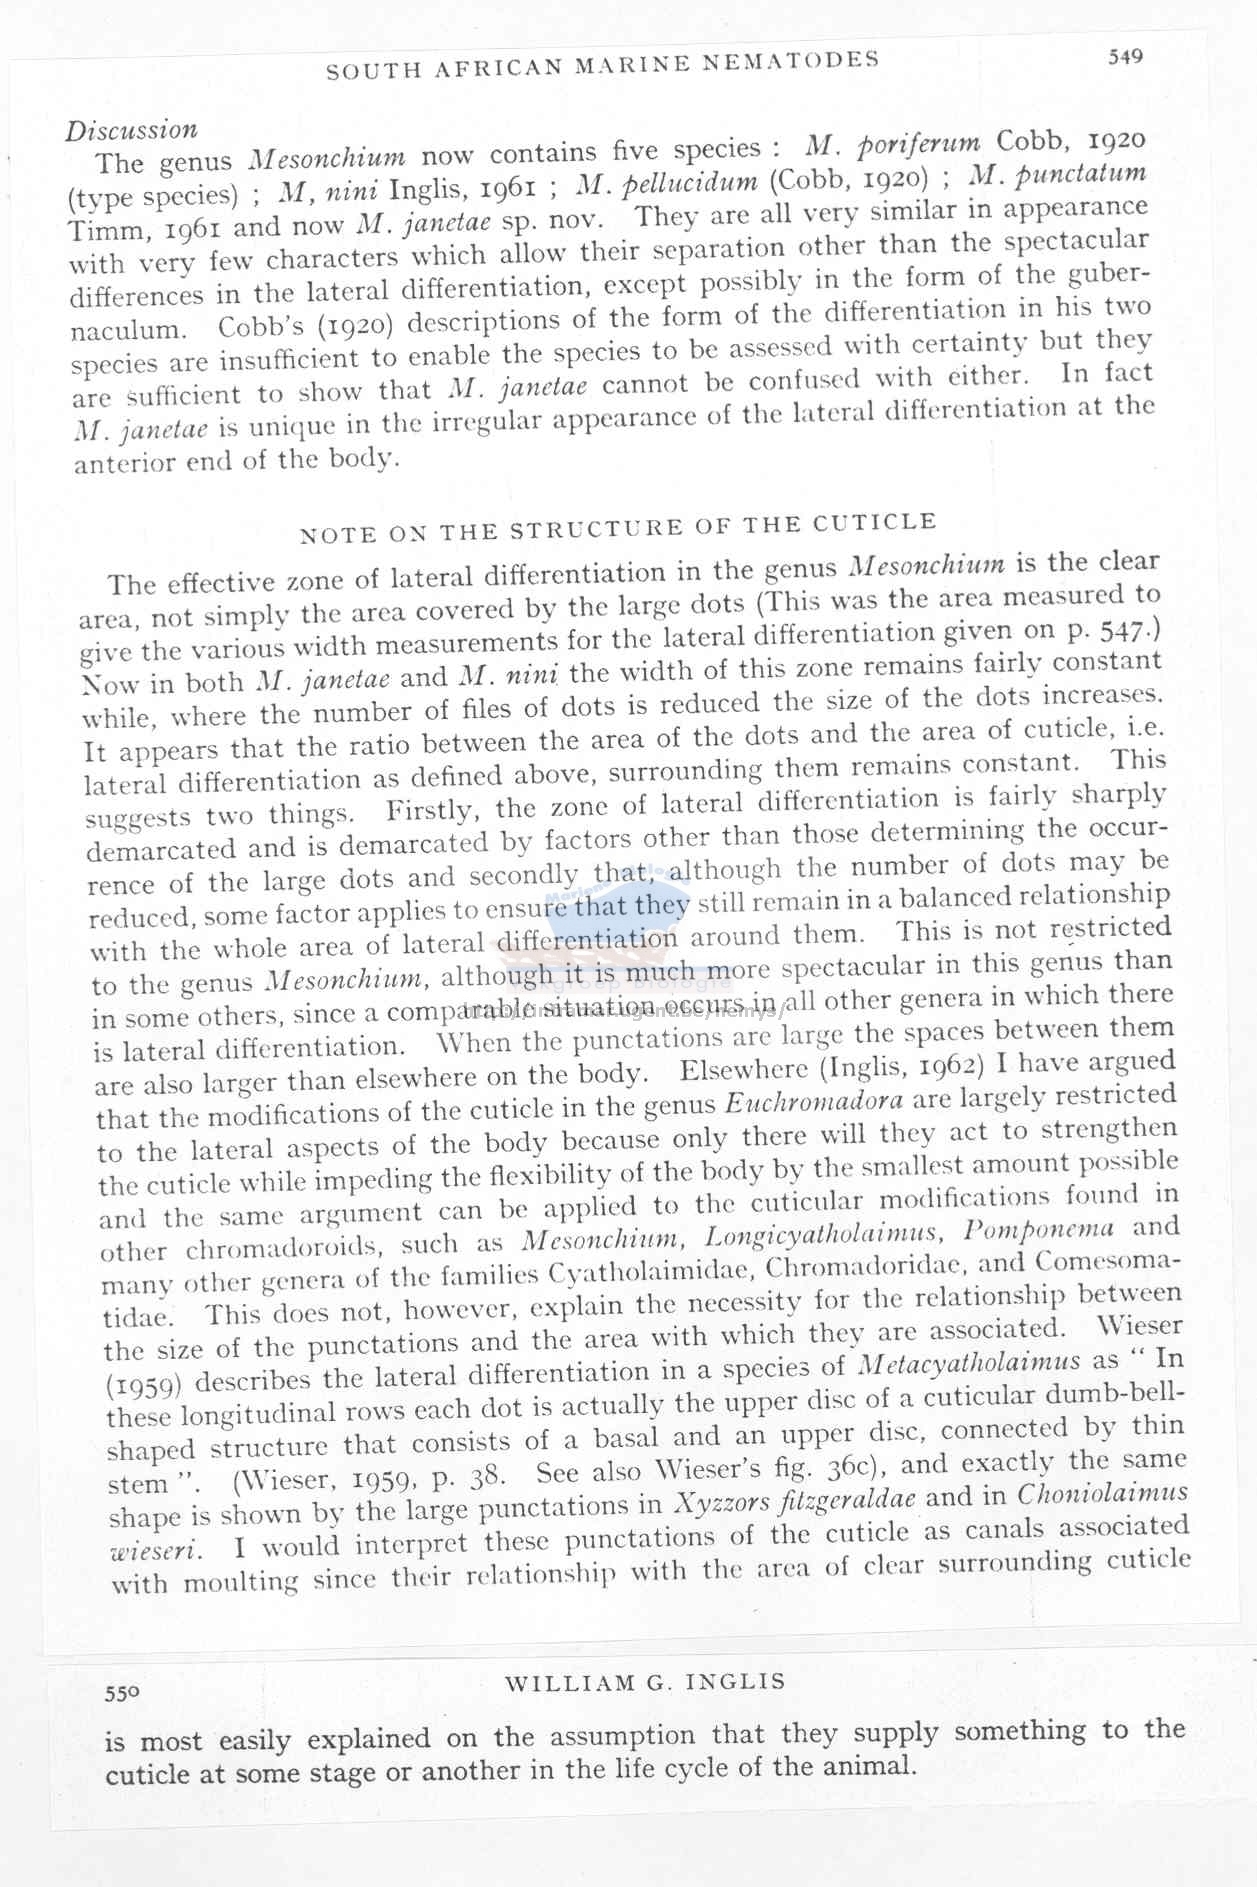 SOUTH AFRICAN MARINE NEMATODES 549
Discussion
The genus Mesonchium now contains five species : M. poriferum Cobb, 1920
(type species) ; M, nini Inglis, 1961 ; M. pellucidum (Cobb, 1920) ; M. punctatum
Timm, 1961 and now M. janetae sp. nov. They are all very similar in appearance
with very few characters which allow their separation other than the spectacular
differences in the lateral differentiation, except possibly in the form of the guber-
naculum. Cobb's (1920) descriptions of the form of the differentiation in his two
species are insufficient to enable the species to be assessed with certainty but they
are sufficient to show that M. janetae cannot be confused with either. In fact
M. janetae is unique in the irregular appearance of the lateral differentiation at the
anterior end of the body.
NOTE ON THE STRUCTURE OF THE CUTICLE
The effective zone of lateral differentiation in the genus Mesonchium is the clear
area, not simply the area covered by the large dots (This was the area measured to
give the various width measurements for the lateral differentiation given on p. 547.)
Now in both M. janetae and M. nini the width of this zone remains fairly constant
while, where the number of files of dots is reduced the size of the dots increases.
It appears that the ratio between the area of the dots and the area of cuticle, i.e.
lateral differentiation as defined above, surrounding them remains constant. This
suggests two things. Firstly, the zone of lateral differentiation is fairly sharply
demarcated and is demarcated by factors other than those determining the occur-
rence of the large dots and secondly that, although the number of dots may be
reduced, some factor applies to ensure that they still remain in a balanced relationship
with the whole area of lateral differentiation around them. This is not restricted
to the genus Mesonchium, although it is much more spectacular in this genus than
in some others, since a comparable situation occurs in all other genera in which there
is lateral differentiation. When the punctations are large the spaces between them
are also larger than elsewhere on the body. Elsewhere (Inglis, 1962) I have argued
that the modifications of the cuticle in the genus Euchromadora are largely restricted
to the lateral aspects of the body because only there will they act to strengthen
the cuticle while impeding the flexibility of the body by the smallest amount possible
and the same argument can be applied to the cuticular modifications found in
other chromadoroids, such as Mesonchium, Longicyatholaimus, Pomponema and
many other genera of the families Cyatholaimidae, Chromadoridae, and Comesoma-
tidae. This does not, however, explain the necessity for the relationship between
the size of the punctations and the area with which they are associated. Wieser
(1959) describes the lateral differentiation in a species of Metacyatholaimus as " In
these longitudinal rows each dot is actually the upper disc of a cuticular dumb-bell-
shaped structure that consists of a basal and an upper disc, connected by thin
stem ". (Wieser, 1959, p. 38. See also Wieser's fig. 36c), and exactly the same
shape is shown by the large punctations in Xyzzors fitzgeraldae and in Choniolaimus
wieseri. I would interpret these punctations of the cuticle as canals associated
with moulting since their relationship with the area of clear surrounding cuticle
550 WILLIAM G. INGLIS
is most easily explained on the assumption that they supply something to the
cuticle at some stage or another in the life cycle of the animal.